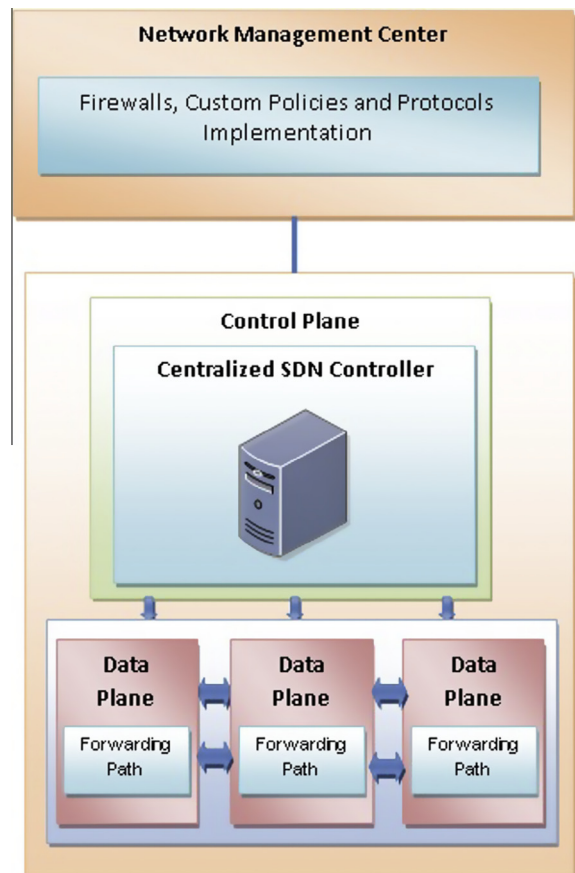 Network Management Center
Firewalls, Custom Policies and Protocols
Implementation
Control Plane
Centralized SDN Controller
Data
Plane
Forwarding
Path
Data
Plane
Forwarding
Path
Data
Plane
Forwarding
Path